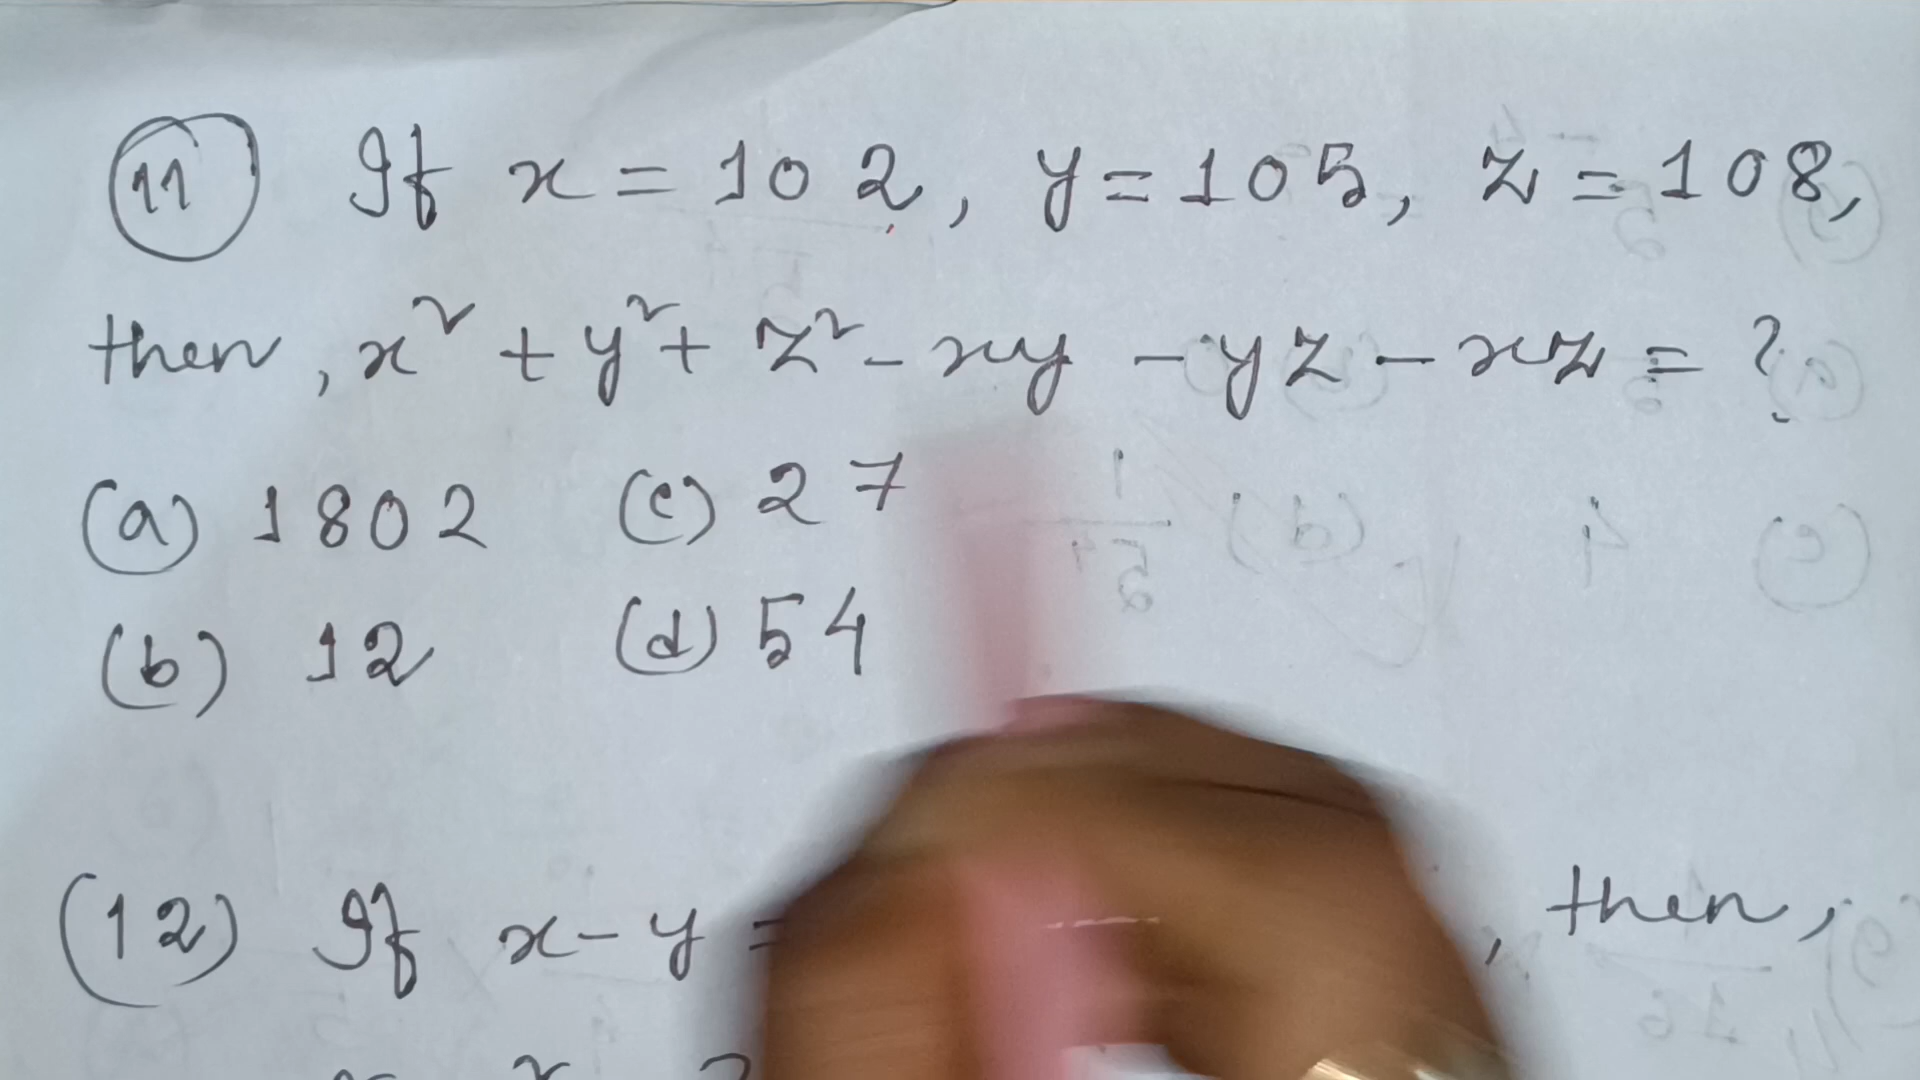 (11) If x = 102, y = 105, z = 108,
then, x² + y² + z² - xy - yz - xz = ?
(a) 1802 (c) 27
(b) 12 (d) 54
(12) If x - y = , then,